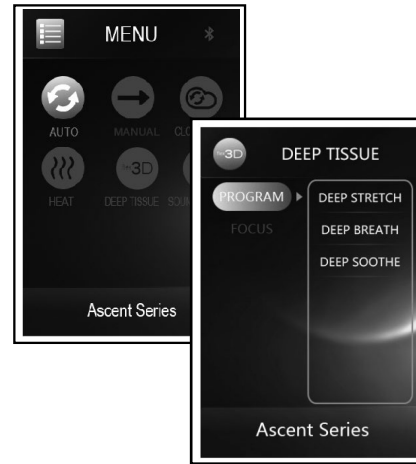 MENU
AUTO
MANUAL
HEAT
3D
DEEP TISSUE
Ascent Series
3D
DEEP TISSUE
PROGRAM
DEEP STRETCH
FOCUS
DEEP BREATH
DEEP SOOTHE
Ascent Series